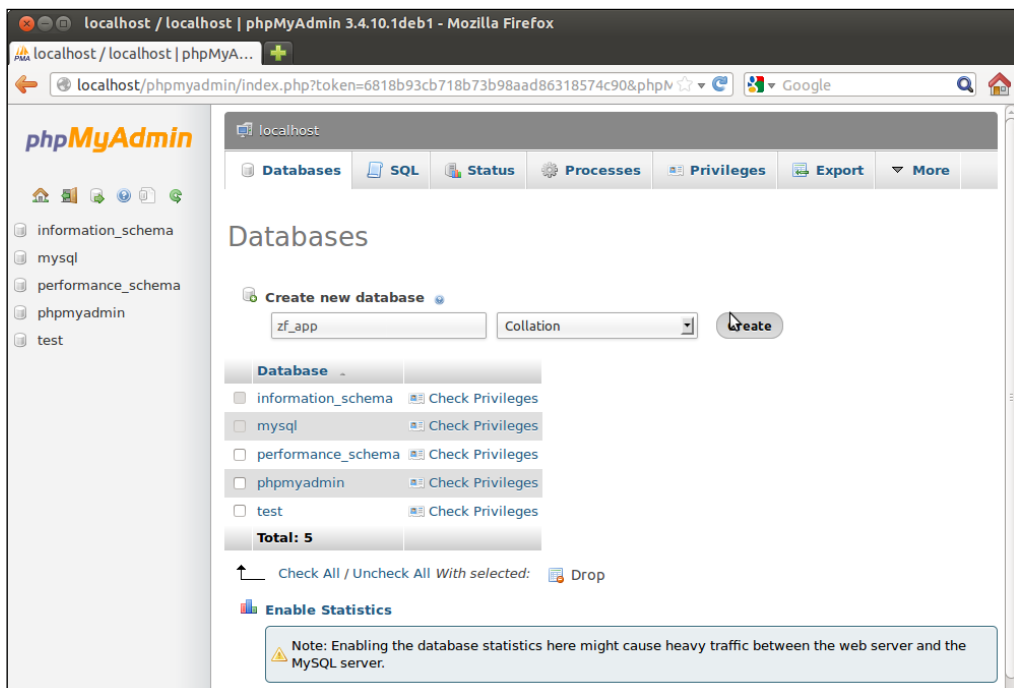 localhost / localhost | phpMyAdmin 3.4.10.1deb1 - Mozilla Firefox
localhost / localhost | phpMyA...
localhost/phpmyadmin/index.php?token=6818b93cb718b73b98aad86318574c90&phpM
Google
phpMyAdmin
information_schema
mysql
performance_schema
phpmyadmin
test
localhost
Databases SQL Status Processes Privileges Export More
Databases
Create new database
zf_app Collation Create
Database
information_schema Check Privileges
mysql Check Privileges
performance_schema Check Privileges
phpmyadmin Check Privileges
test Check Privileges
Total: 5
Check All / Uncheck All With selected: Drop
Enable Statistics
Note: Enabling the database statistics here might cause heavy traffic between the web server and the
MySQL server.